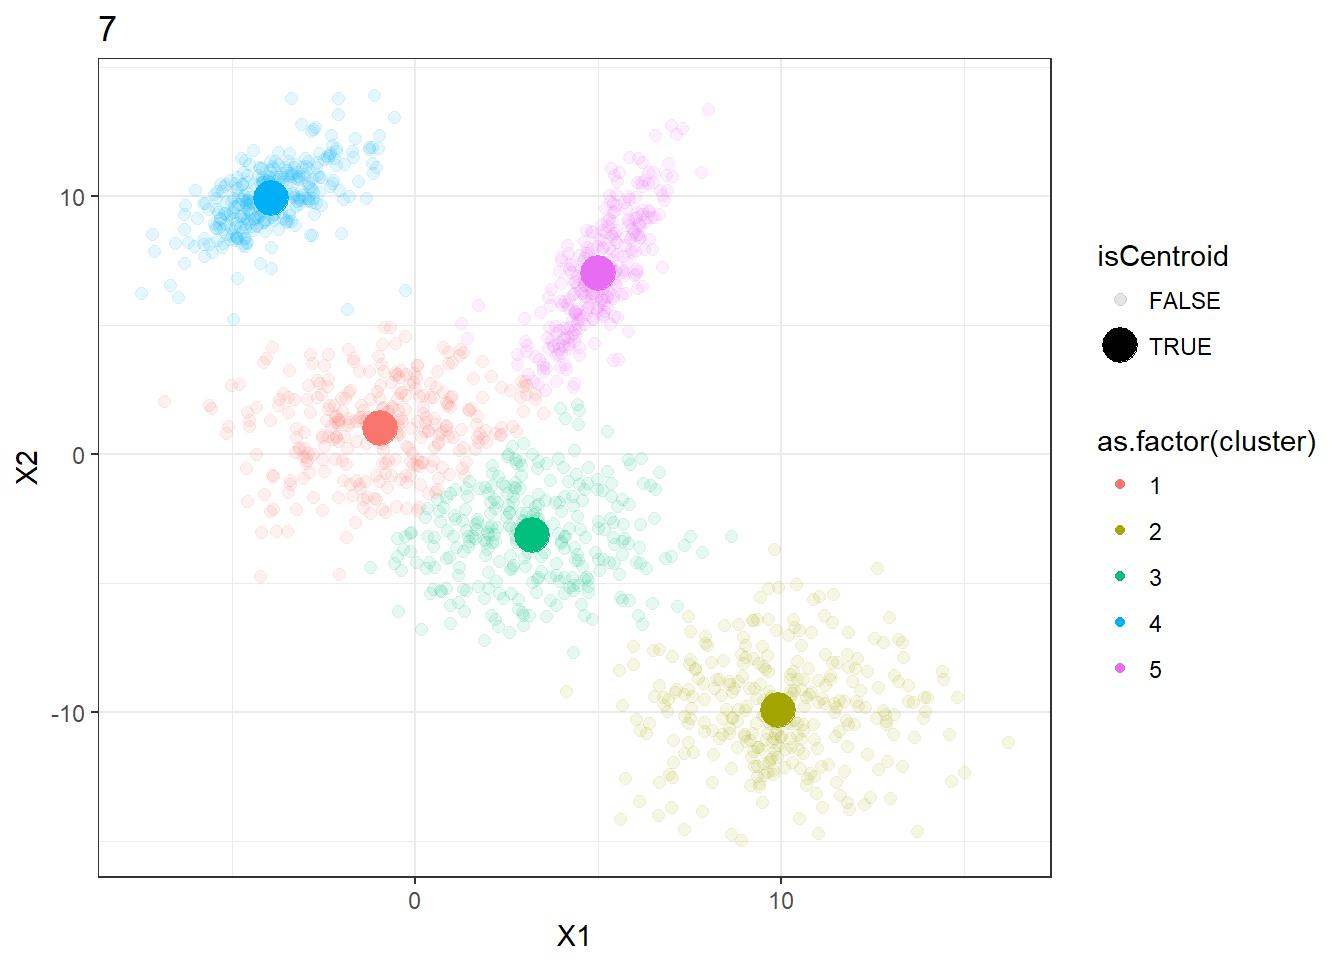 7
X2
10
0
-10
0
10
X1
isCentroid
FALSE
TRUE
as.factor(cluster)
1
2
3
4
5